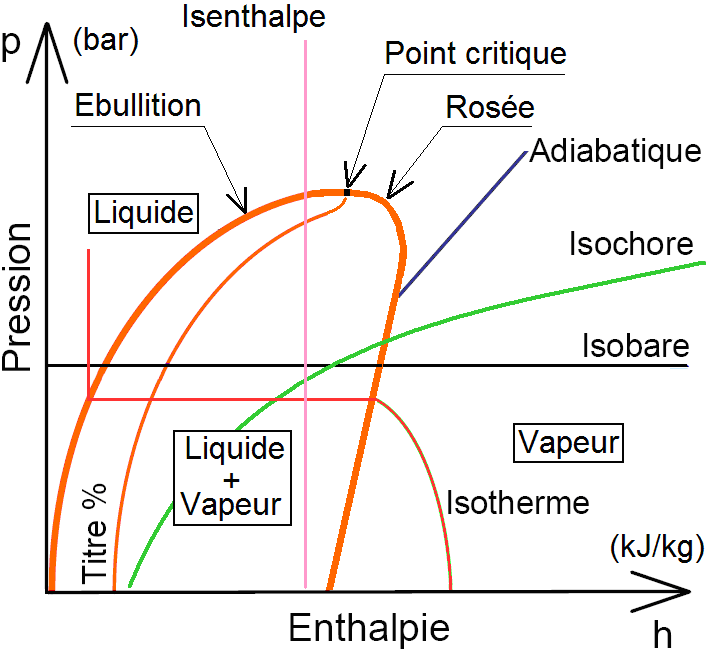 Isenthalpe
p
(bar)
Point critique
Ebullition
Rosée
Adiabatique
Liquide
Isochore
Pression
Isobare
Liquide
+
Vapeur
Vapeur
Titre %
Isotherme
(kJ/kg)
Enthalpie
h